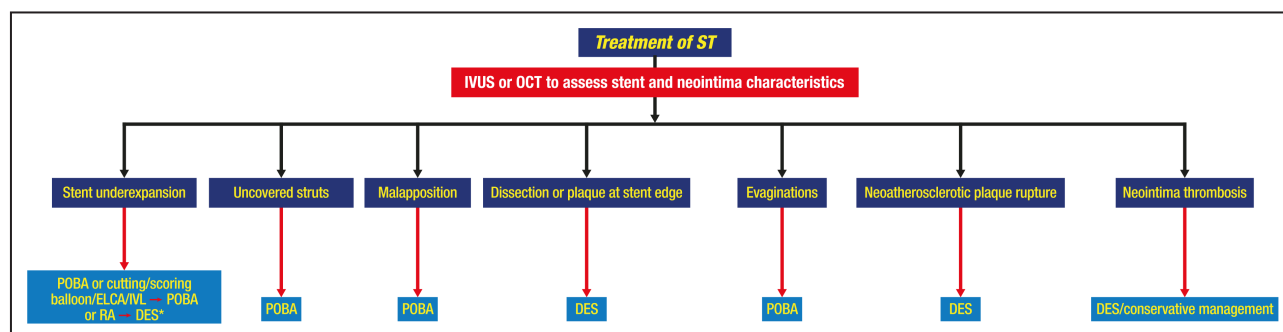 Treatment of ST
IVUS or OCT to assess stent and neointima characteristics
Stent underexpansion
Uncovered struts
Malapposition
Dissection or plaque at stent edge
Evaginations
Neoatherosclerotic plaque rupture
Neointima thrombosis
POBA or cutting/scoring
balloon/ELCA/IVL → POBA
or RA → DES*
POBA
POBA
DES
POBA
DES
DES/conservative management